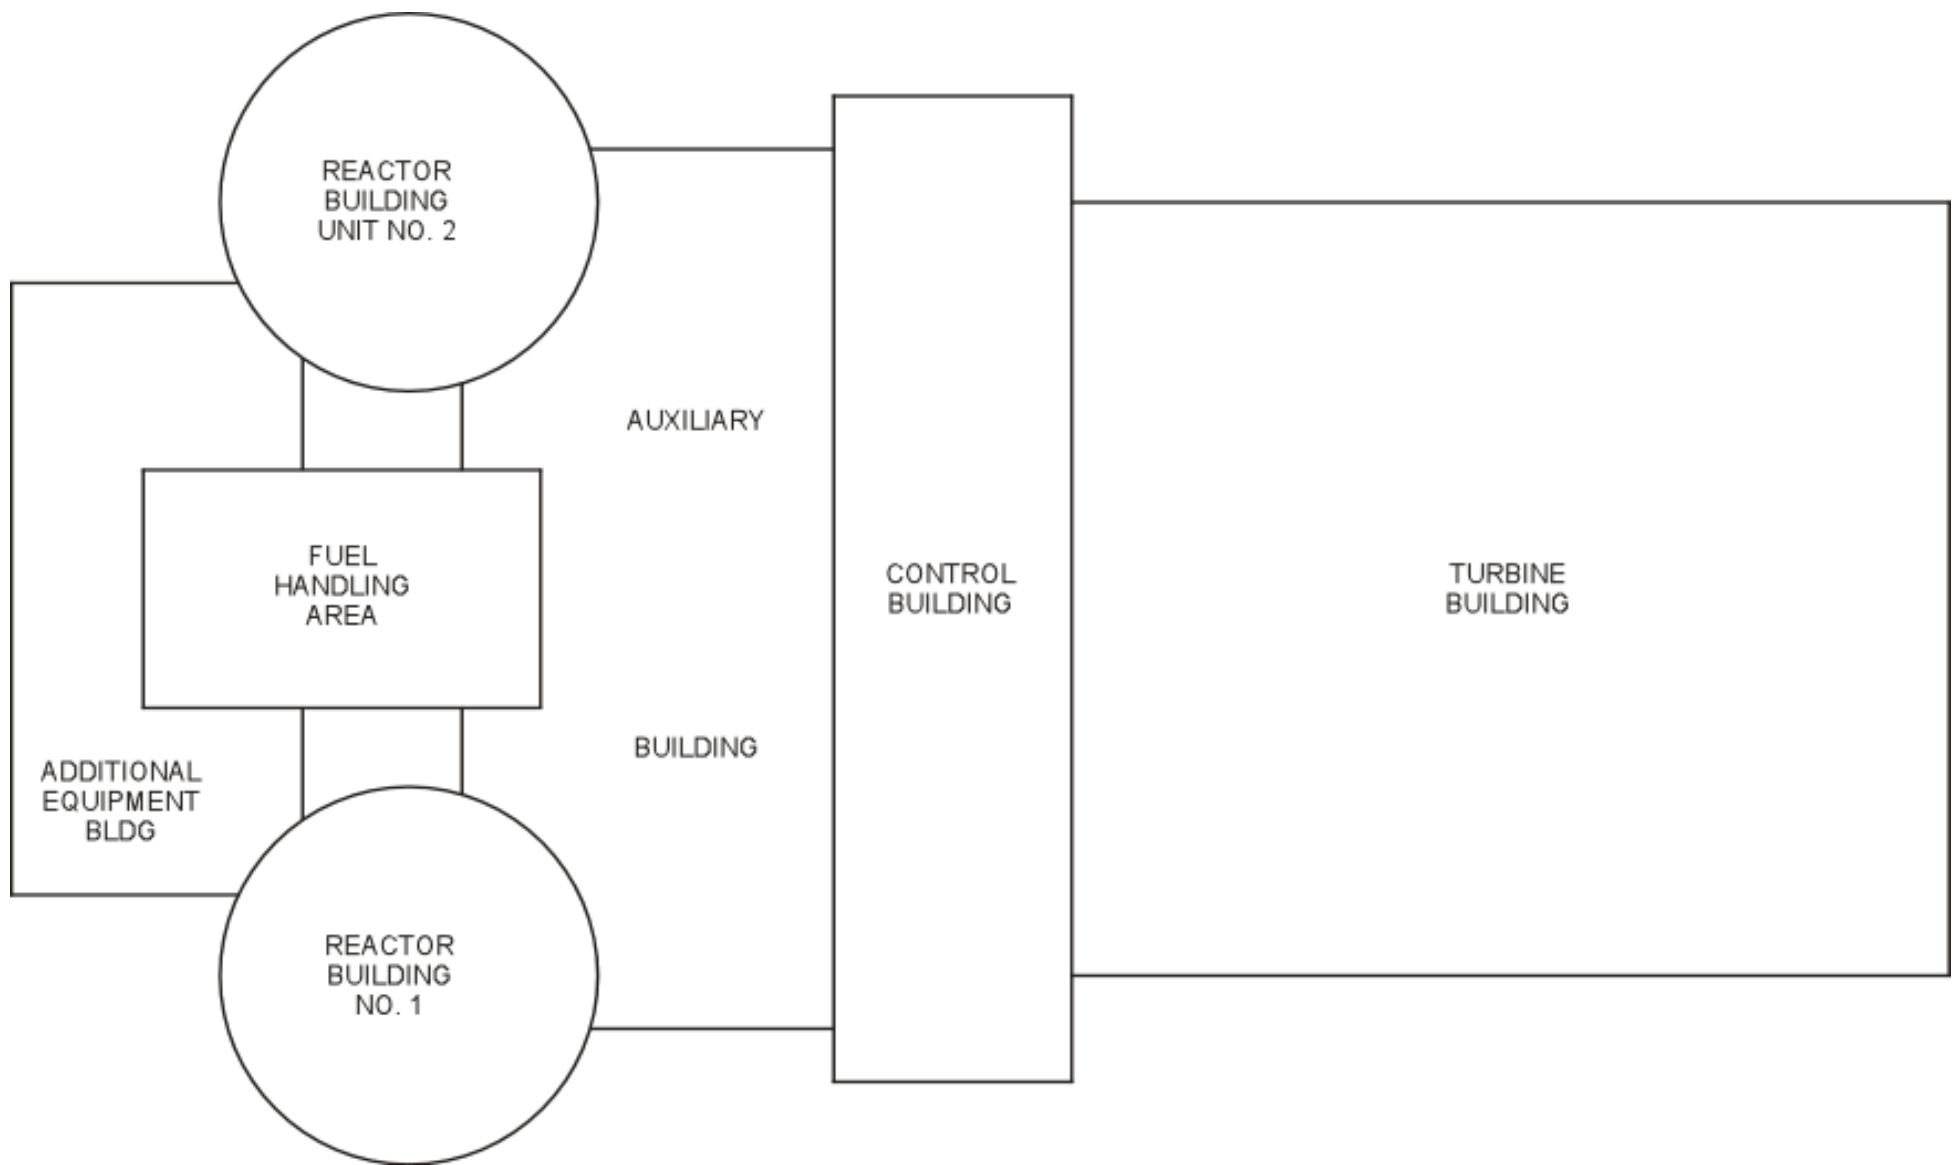 REACTOR
BUILDING
UNIT NO. 2
AUXILIARY
FUEL
HANDLING
AREA
CONTROL
BUILDING
TURBINE
BUILDING
BUILDING
ADDITIONAL
EQUIPMENT
BLDG
REACTOR
BUILDING
NO. 1